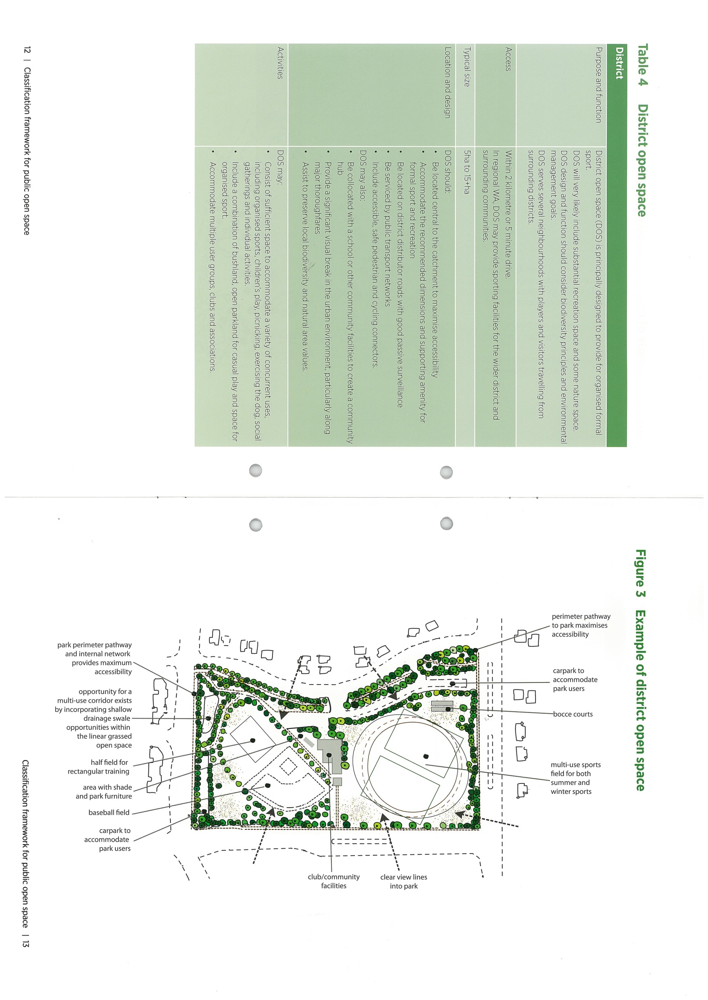 Table 4 District open space
District
Purpose and function
District open space (DOS) is principally designed to provide for organised formal
sport.
DOS will very likely include substantial recreation space and some nature space.
DOS design and function should consider biodiversity principles and environmental
management goals.
DOS serves several neighbourhoods with players and visitors travelling from
surrounding districts.
Access
Within 2 kilometre or 5 minute drive.
In regional WA, DOS may provide sporting facilities for the wider district and
surrounding communities.
Typical size
5ha to 15+ha
Location and design
DOS should:
• Be located central to the catchment to maximise accessibility
• Accommodate the recommended dimensions and supporting amenity for
formal sport and recreation
• Be located on district distributor roads with good passive surveillance
• Be serviced by public transport networks
• Include accessible, safe pedestrian and cycling connectors.
DOS may also:
• Be collocated with a school or other community facilities to create a community
hub
• Provide a significant visual break in the urban environment, particularly along
major thoroughfares
• Assist to preserve local biodiversity and natural area values.
Activities
DOS may:
• Consist of sufficient space to accommodate a variety of concurrent uses,
including organised sports, children's play, picnicking, exercising the dog, social
gatherings and individual activities.
• Include a combination of bushland, open parkland for casual play and space for
organised sport.
• Accommodate multiple user groups, clubs and associations.
12 | Classification framework for public open space
Figure 3 Example of district open space
perimeter pathway
to park maximises
accessibility
carpark to
accommodate
park users
bocce courts
multi-use sports
field for both
summer and
winter sports
park perimeter pathway
and internal network
provides maximum
accessibility
opportunity for a
multi-use corridor exists
by incorporating shallow
drainage swale
opportunities within
the linear grassed
open space
half field for
rectangular training
area with shade
and park furniture
baseball field
carpark to
accommodate
park users
club/community
facilities
clear view lines
into park
Classification framework for public open space | 13